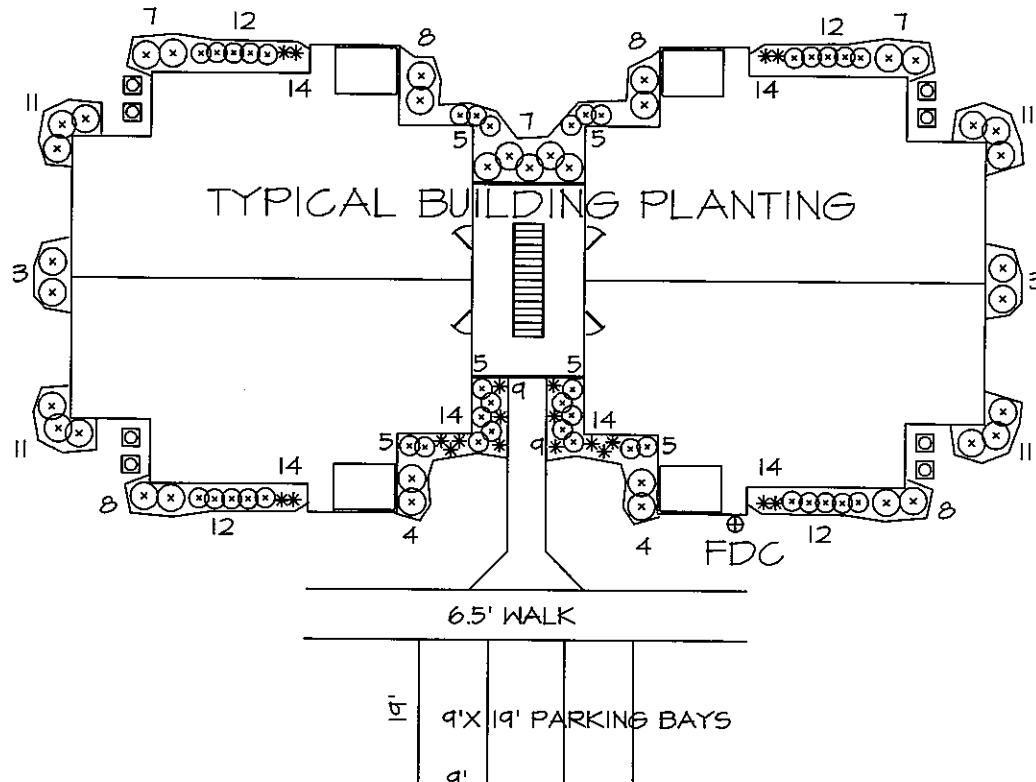 7 12 8 8 12 7
14 14
11 5 7 5 11
TYPICAL BUILDING PLANTING
3 3
5 9 5
14 14
11 5 9 5 11
14 14
8 12 4 4 12 8
FDC
6.5' WALK
19' 9'X 19' PARKING BAYS
9'